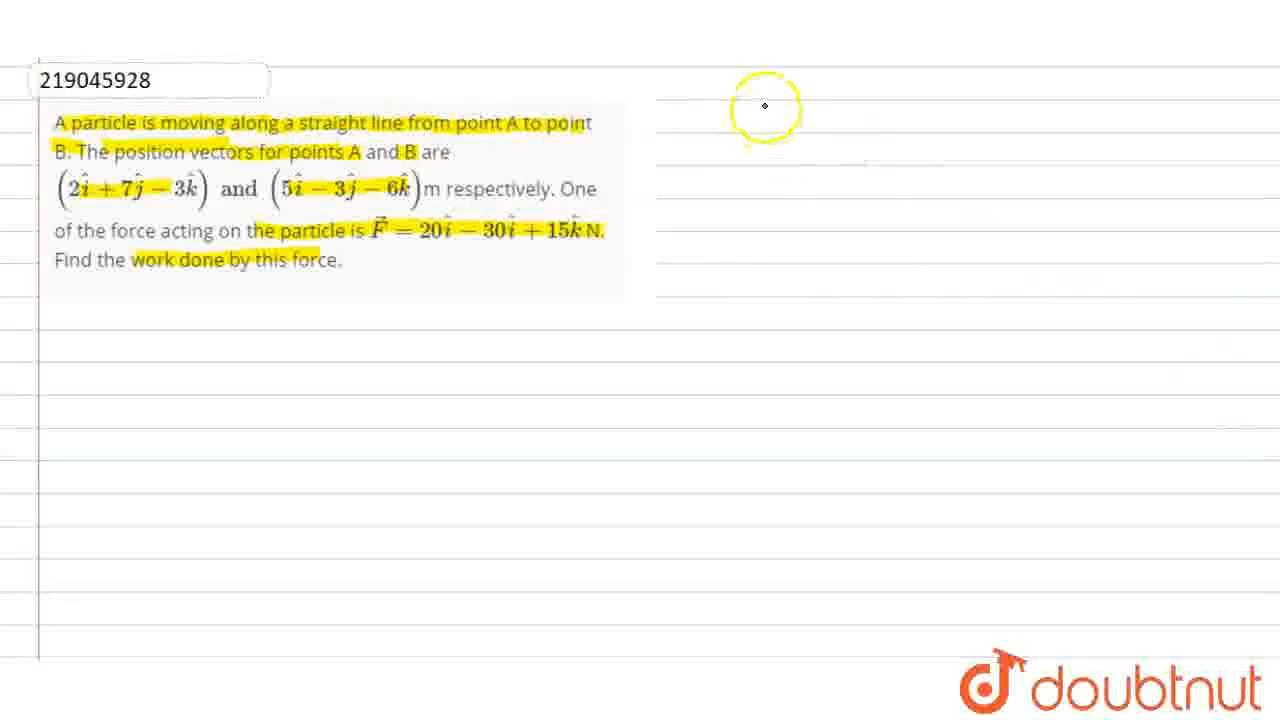 219045928
A particle is moving along a straight line from point A to point
B. The position vectors for points A and B are
(2î + 7ĵ − 3k̂) and (5î − 3ĵ − 6k̂)m respectively. One
of the force acting on the particle is F⃗ = 20î − 30î + 15k̂ N.
Find the work done by this force.
doubtnut